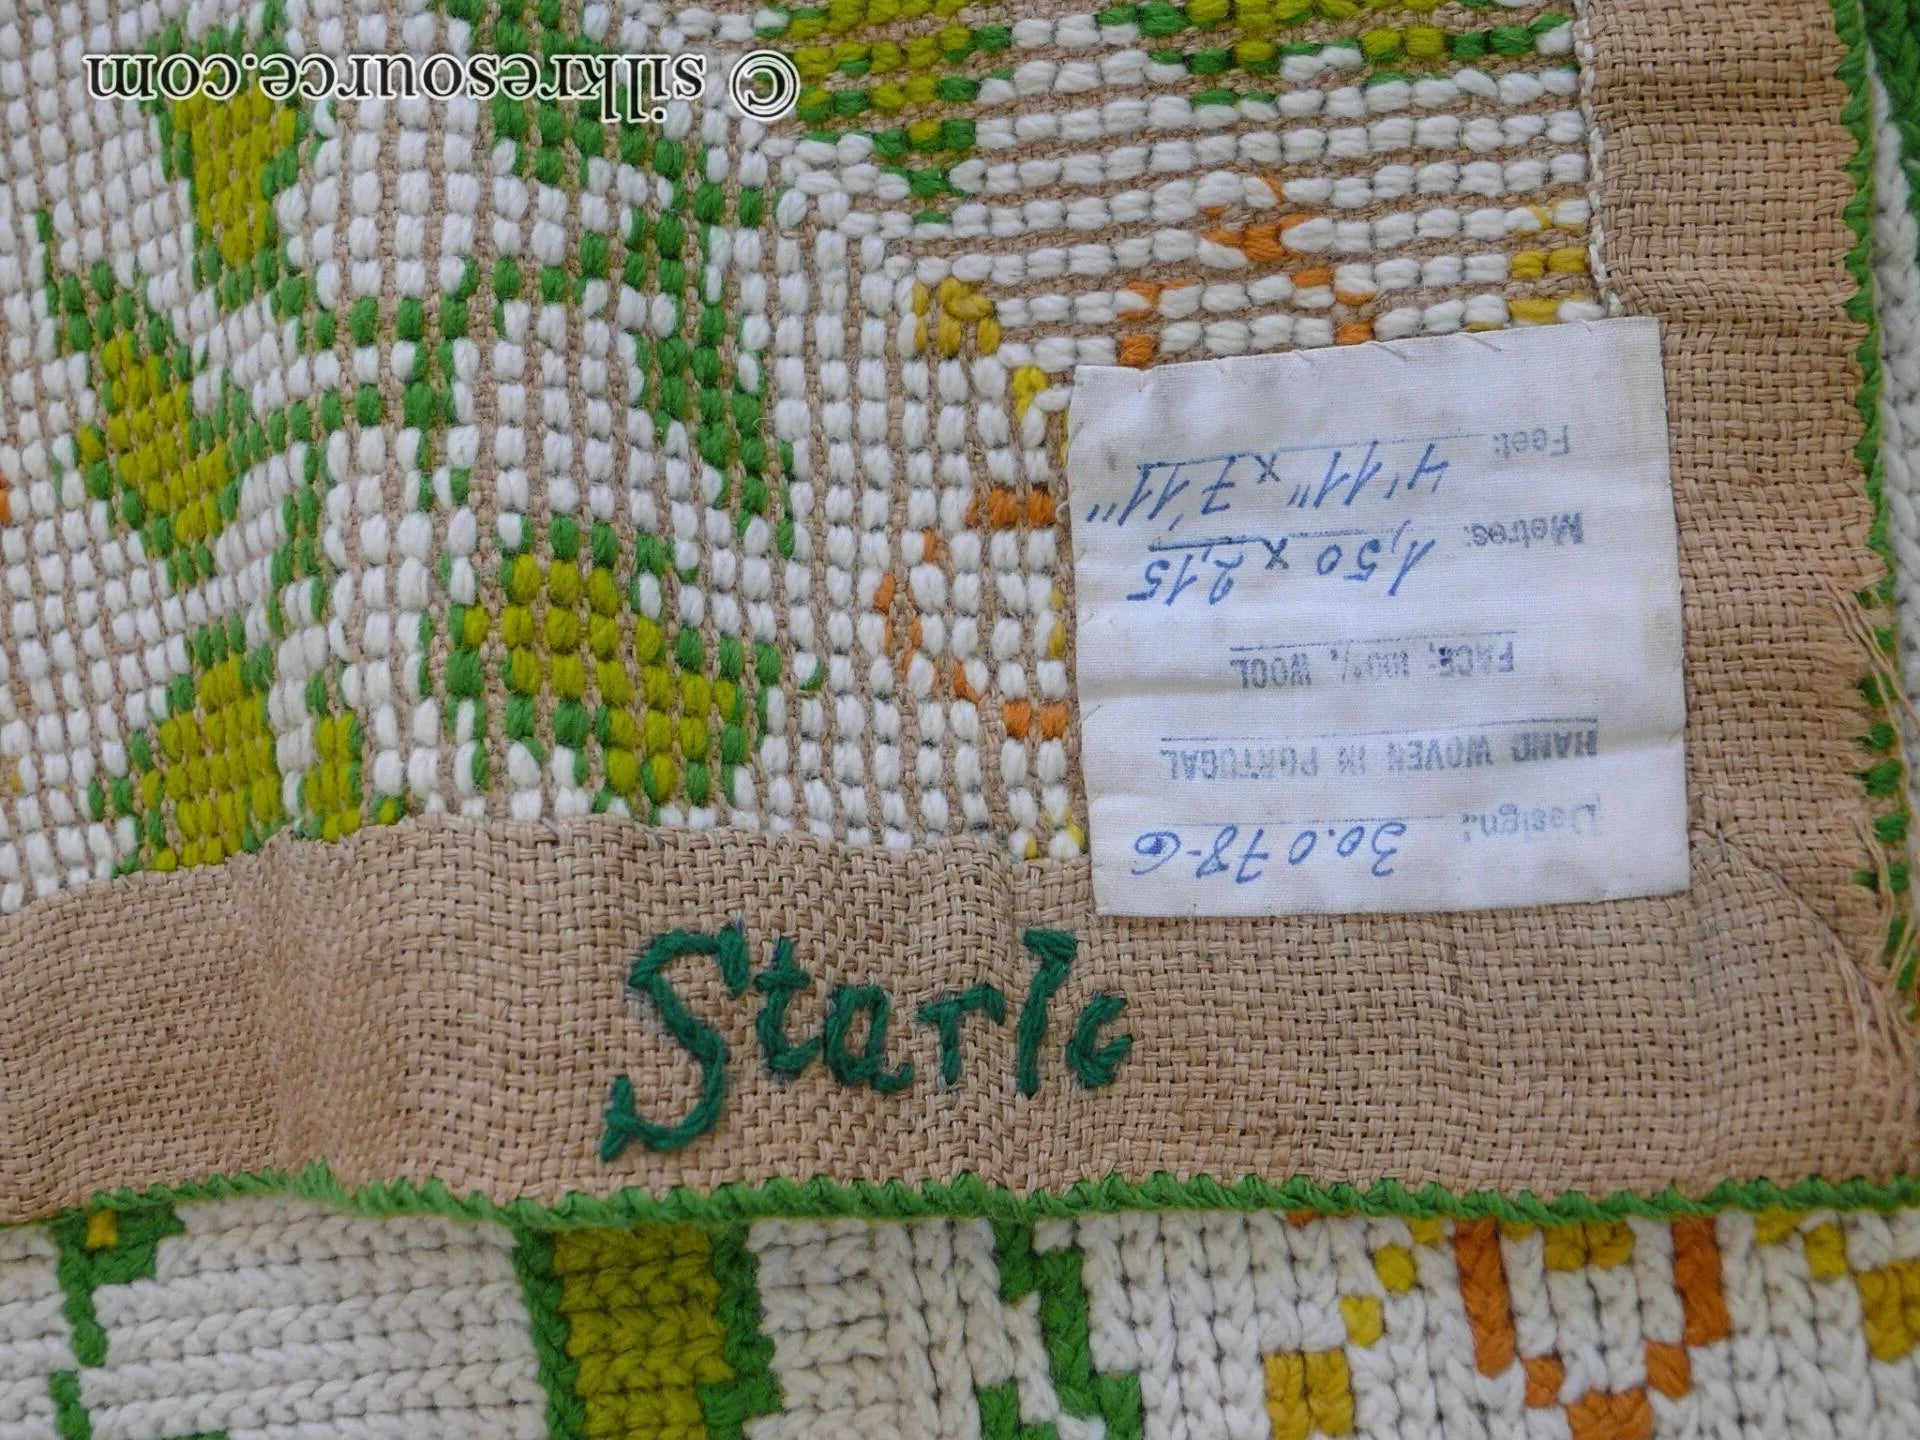 Stark
Design: 30.078-G
HAND WOVEN IN PORTUGAL
FACE: 100% WOOL
Metres: 1,50 x 2,15
Feet: 4'11" x 7'11"
© silkresource.com